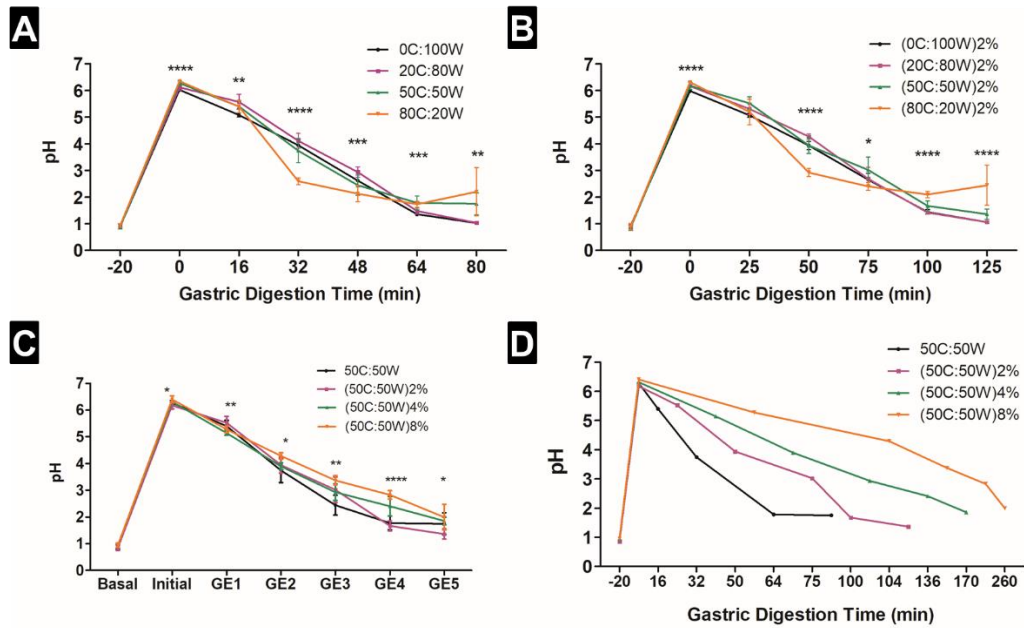 A
0C:100W
20C:80W
50C:50W
80C:20W
pH
7
6
5
4
3
2
1
0
**** ** **** *** *** **
-20 0 16 32 48 64 80
Gastric Digestion Time (min)
B
(0C:100W)2%
(20C:80W)2%
(50C:50W)2%
(80C:20W)2%
pH
7
6
5
4
3
2
1
0
**** **** * **** ****
-20 0 25 50 75 100 125
Gastric Digestion Time (min)
C
50C:50W
(50C:50W)2%
(50C:50W)4%
(50C:50W)8%
pH
7
6
5
4
3
2
1
0
* ** * ** **** *
Basal Initial GE1 GE2 GE3 GE4 GE5
D
50C:50W
(50C:50W)2%
(50C:50W)4%
(50C:50W)8%
pH
7
6
5
4
3
2
1
0
-20 16 32 50 64 75 100 104 136 170 260
Gastric Digestion Time (min)